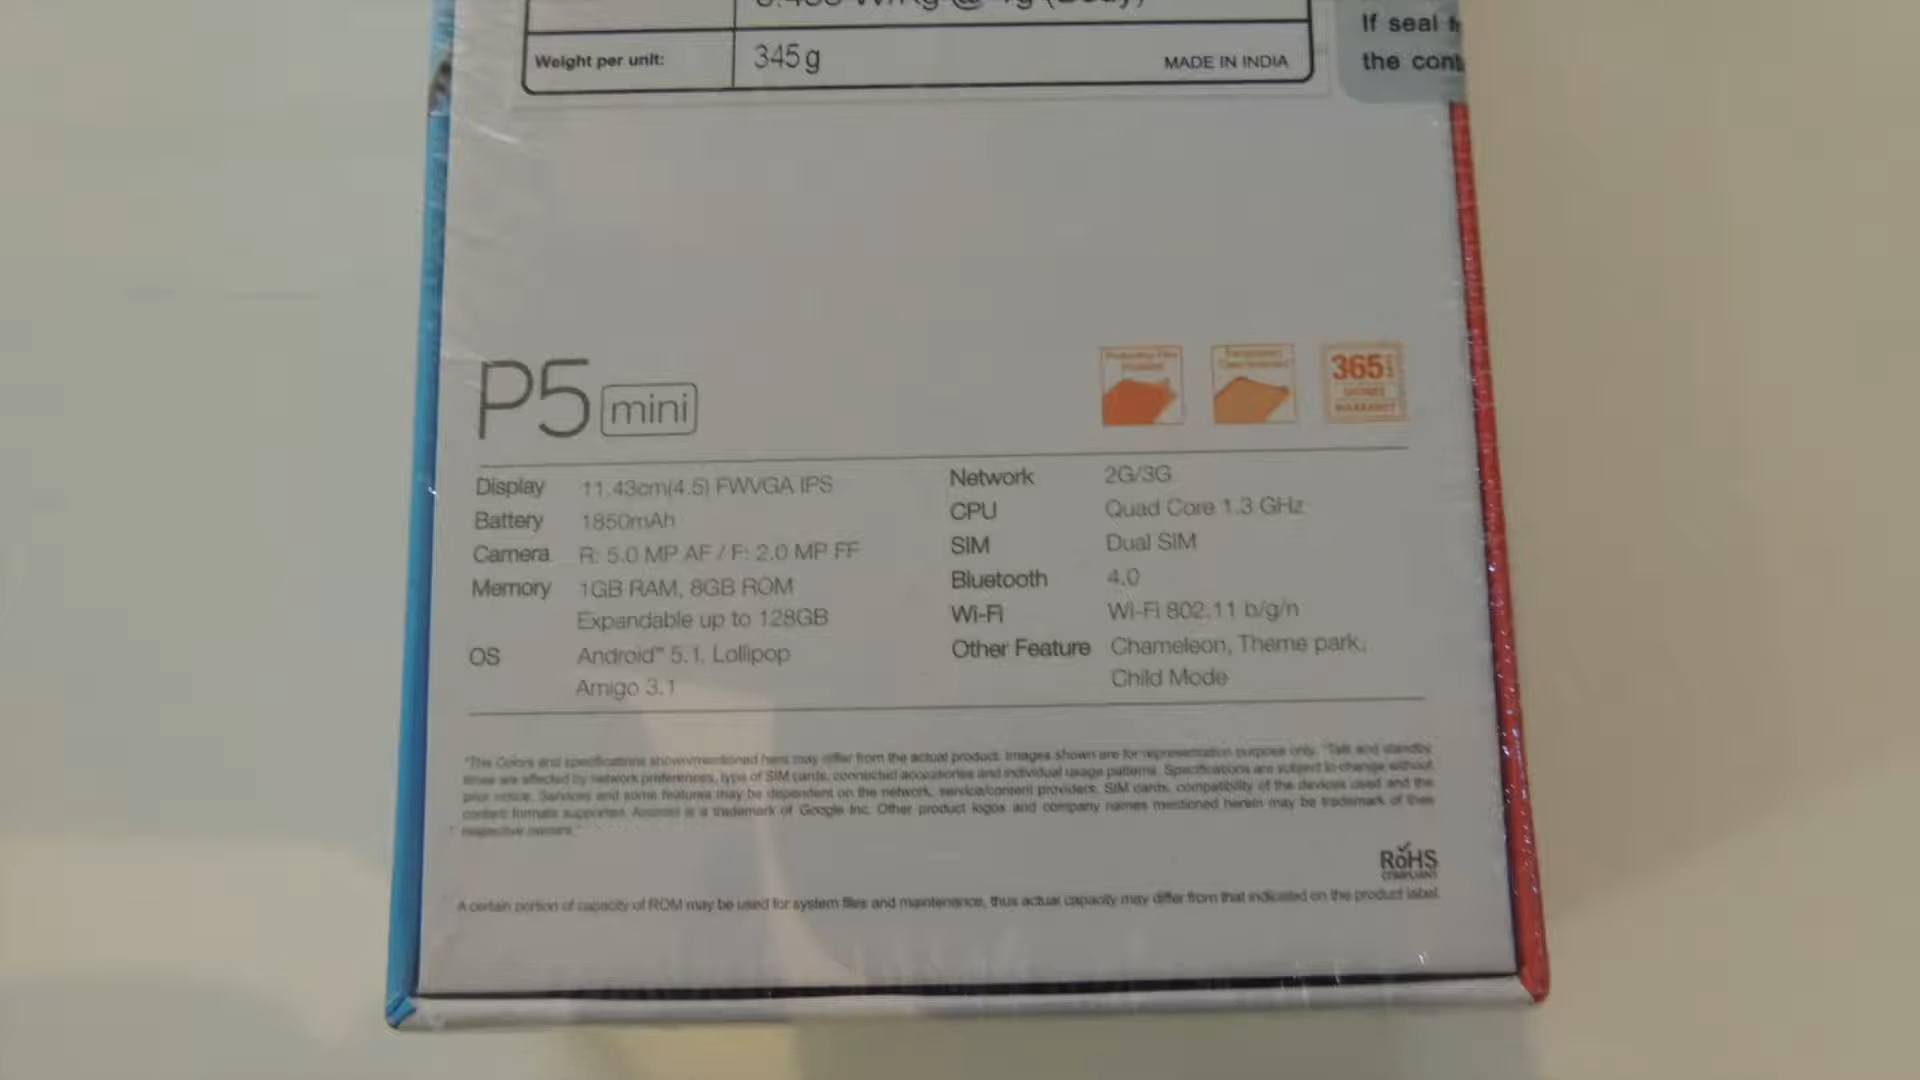 If seal
Weight per unit: 345g MADE IN INDIA
the cont
P5 mini
365
Display 11.43cm(4.5) FWVGA IPS
Battery 1850mAh
Camera R: 5.0 MP AF / F: 2.0 MP FF
Memory 1GB RAM, 8GB ROM
Expandable up to 128GB
OS Android™ 5.1, Lollipop
Amigo 3.1
Network 2G/3G
CPU Quad Core 1.3 GHz
SIM Dual SIM
Bluetooth 4.0
Wi-Fi Wi-Fi 802.11 b/g/n
Other Feature Chameleon, Theme park,
Child Mode
"The Colors and specifications shown/mentioned here may differ from the actual product. Images shown are for representation purpose only. "Talk and standby
times are affected by network preferences, type of SIM cards, connected accessories and individual usage patterns. Specifications are subject to change without
prior notice. Services and some features may be dependent on the network, service/content providers, SIM cards, compatibility of the devices used and the
content formats supported. Android is a trademark of Google Inc. Other product logos and company names mentioned herein may be trademark of their
respective owners."
RoHS
COMPLIANT
A certain portion of capacity of ROM may be used for system files and maintenance, thus actual capacity may differ from that indicated on the product label.